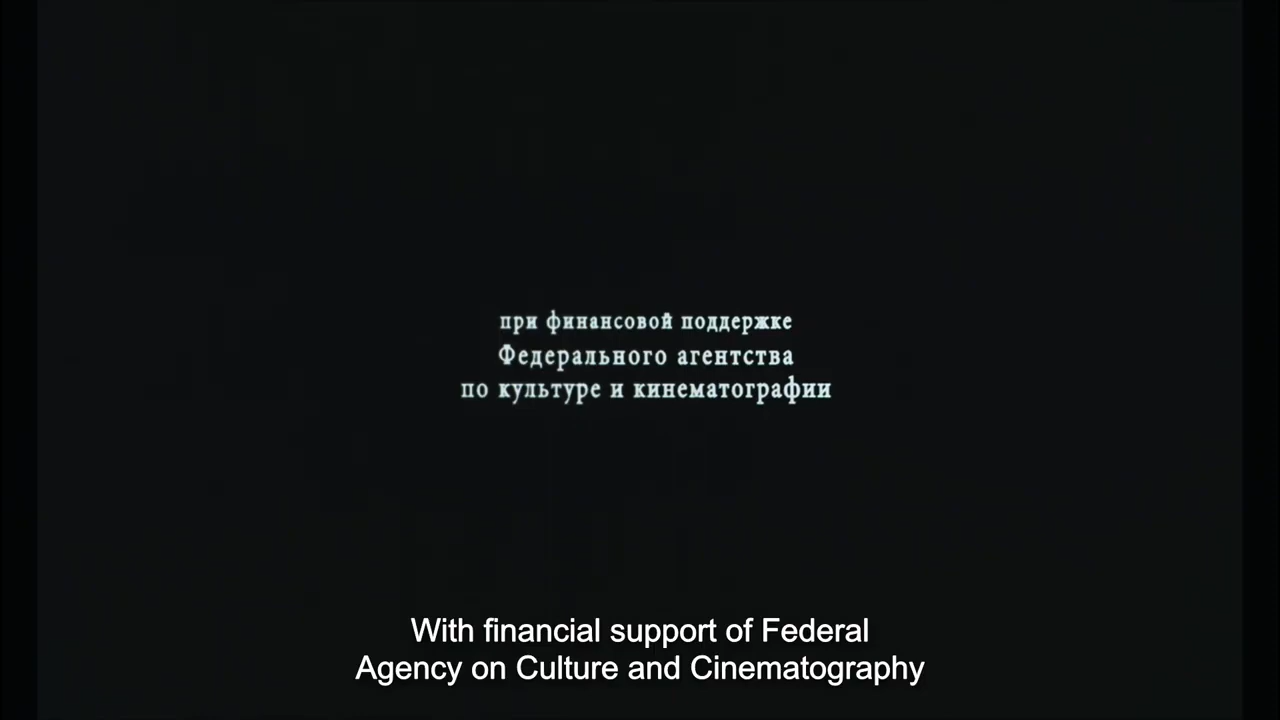 при финансовой поддержке
Федерального агентства
по культуре и кинематографии
With financial support of Federal
Agency on Culture and Cinematography